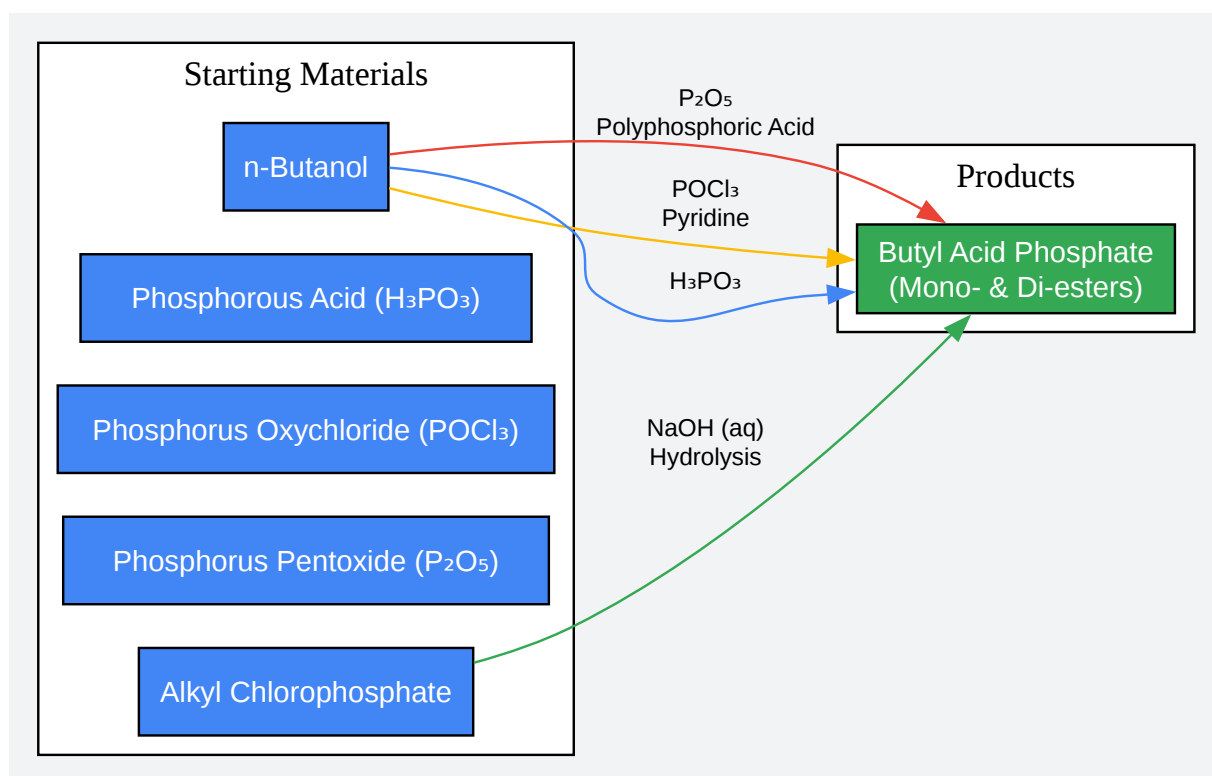 Starting Materials
n-Butanol
Phosphorous Acid (H₃PO₃)
Phosphorus Oxychloride (POCl₃)
Phosphorus Pentoxide (P₂O₅)
Alkyl Chlorophosphate
P₂O₅
Polyphosphoric Acid
POCl₃
Pyridine
H₃PO₃
NaOH (aq)
Hydrolysis
Products
Butyl Acid Phosphate
(Mono- & Di-esters)